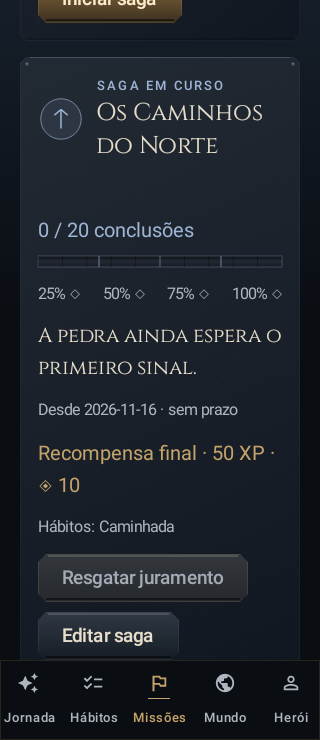 Iniciar saga
SAGA EM CURSO
Os Caminhos
do Norte
0 / 20 conclusões
25% 50% 75% 100%
A pedra ainda espera o
primeiro sinal.
Desde 2026-11-16 · sem prazo
Recompensa final · 50 XP ·
10
Hábitos: Caminhada
Resgatar juramento
Editar saga
Jornada Hábitos Missões Mundo Herói